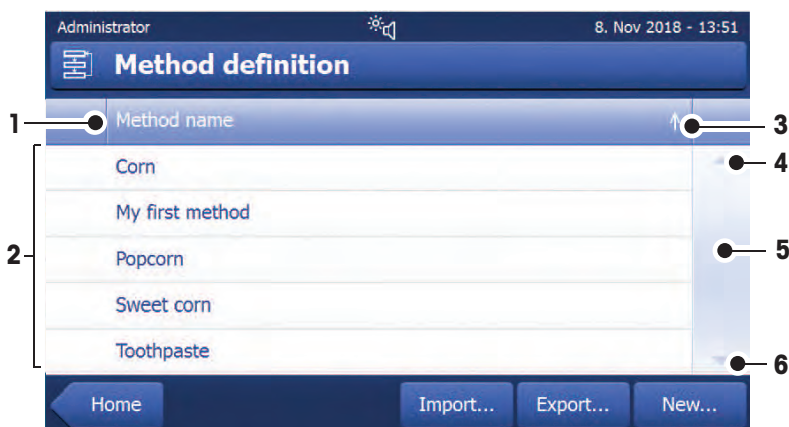 Administrator 8. Nov 2018 - 13:51
Method definition
1 Method name 3
Corn 4
My first method
2 Popcorn 5
Sweet corn
Toothpaste 6
Home Import... Export... New...